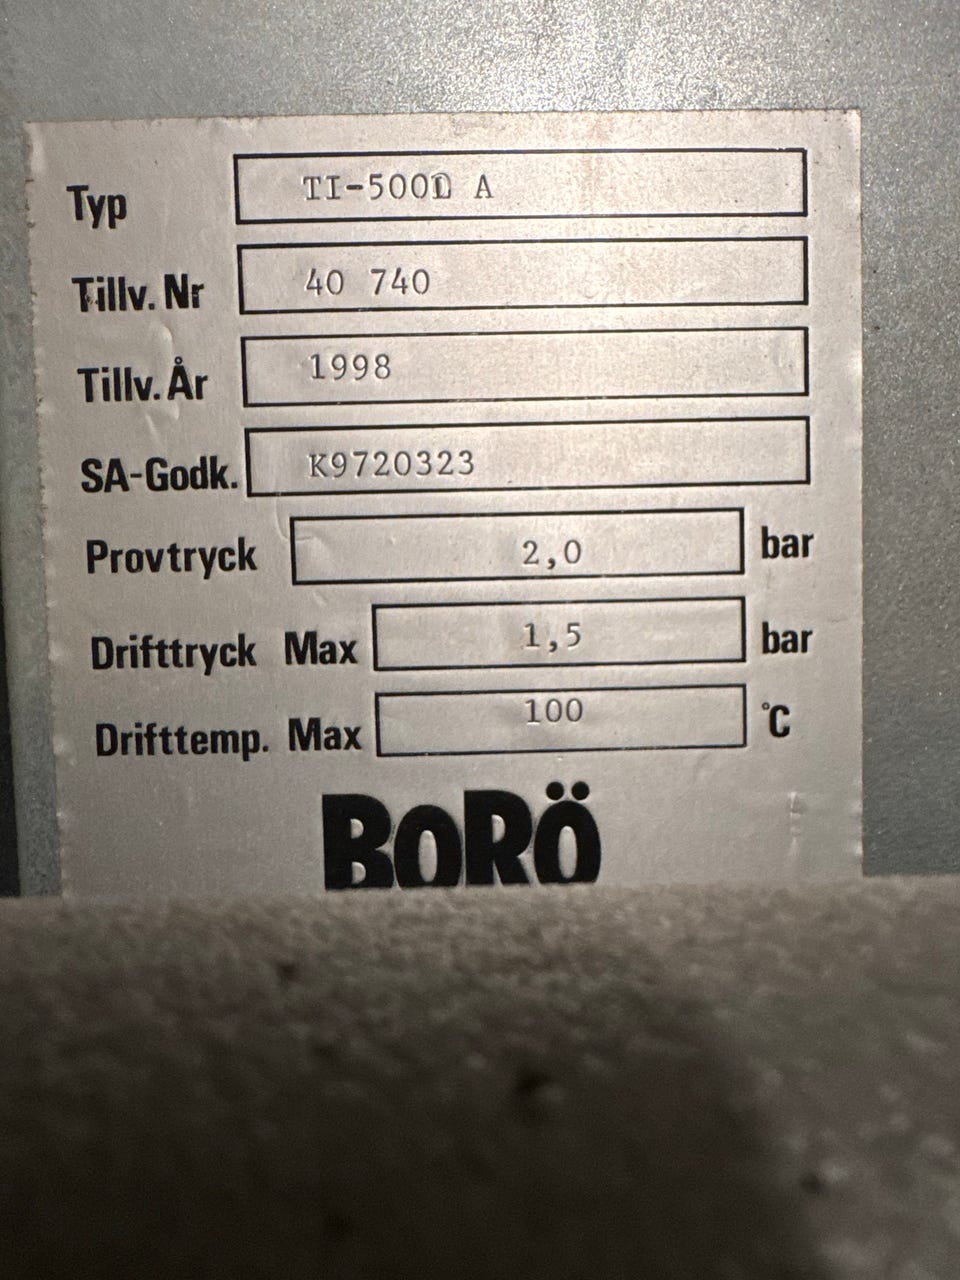 Typ TI-500D A
Tillv. Nr 40 740
Tillv. År 1998
SA-Godk. K9720323
Provtryck 2,0 bar
Drifttryck Max 1,5 bar
Drifttemp. Max 100 °C
BORÖ